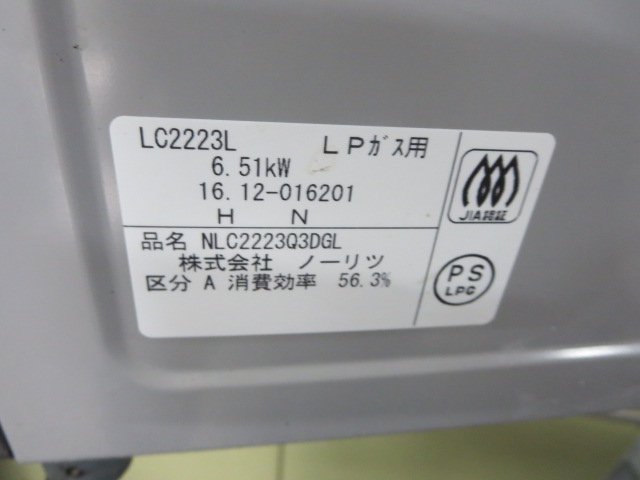 LC2223L LPガス用
6.51kW
16.12-016201
H N
品名 NLC2223Q3DGL
株式会社 ノーリツ
区分 A 消費効率 56.3%
JIA認証
PS
LPG